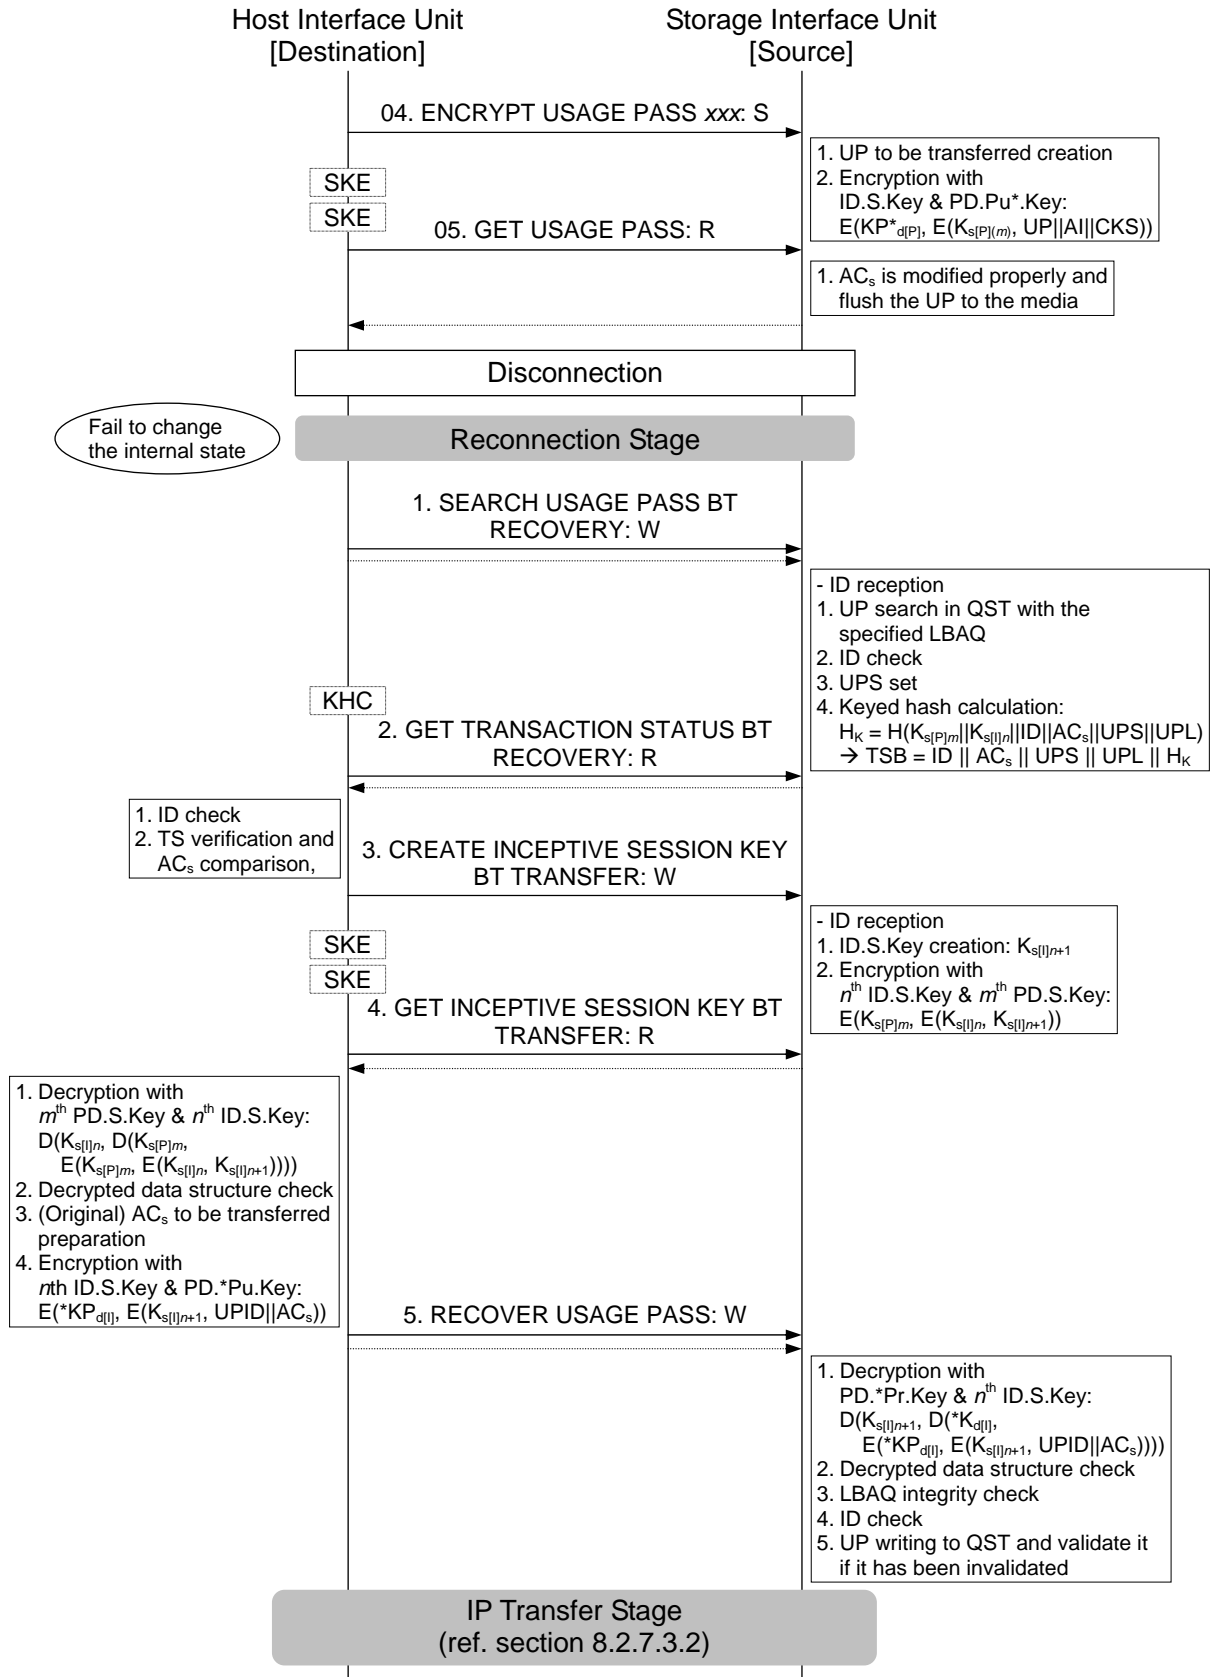 Host Interface Unit
[Destination]
Storage Interface Unit
[Source]
04. ENCRYPT USAGE PASS xxx: S
1. UP to be transferred creation
2. Encryption with
ID.S.Key & PD.Pu*.Key:
E(KP*d[P], E(Ks[P](m), UP||AI||CKS))
SKE
SKE
05. GET USAGE PASS: R
1. ACs is modified properly and
flush the UP to the media
Disconnection
Fail to change
the internal state
Reconnection Stage
1. SEARCH USAGE PASS BT
RECOVERY: W
- ID reception
1. UP search in QST with the
specified LBAQ
2. ID check
3. UPS set
4. Keyed hash calculation:
HK = H(Ks[P]m||Ks[I]n||ID||ACs||UPS||UPL)
→ TSB = ID || ACs || UPS || UPL || HK
KHC
2. GET TRANSACTION STATUS BT
RECOVERY: R
1. ID check
2. TS verification and
ACs comparison,
3. CREATE INCEPTIVE SESSION KEY
BT TRANSFER: W
- ID reception
1. ID.S.Key creation: Ks[I]n+1
2. Encryption with
nth ID.S.Key & mth PD.S.Key:
E(Ks[P]m, E(Ks[I]n, Ks[I]n+1))
SKE
SKE
4. GET INCEPTIVE SESSION KEY BT
TRANSFER: R
1. Decryption with
mth PD.S.Key & nth ID.S.Key:
D(Ks[I]n, D(Ks[P]m,
E(Ks[P]m, E(Ks[I]n, Ks[I]n+1))))
2. Decrypted data structure check
3. (Original) ACs to be transferred
preparation
4. Encryption with
nth ID.S.Key & PD.*Pu.Key:
E(*KPd[I], E(Ks[I]n+1, UPID||ACs))
5. RECOVER USAGE PASS: W
1. Decryption with
PD.*Pr.Key & nth ID.S.Key:
D(Ks[I]n+1, D(*Kd[I],
E(*KPd[I], E(Ks[I]n+1, UPID||ACs))))
2. Decrypted data structure check
3. LBAQ integrity check
4. ID check
5. UP writing to QST and validate it
if it has been invalidated
IP Transfer Stage
(ref. section 8.2.7.3.2)